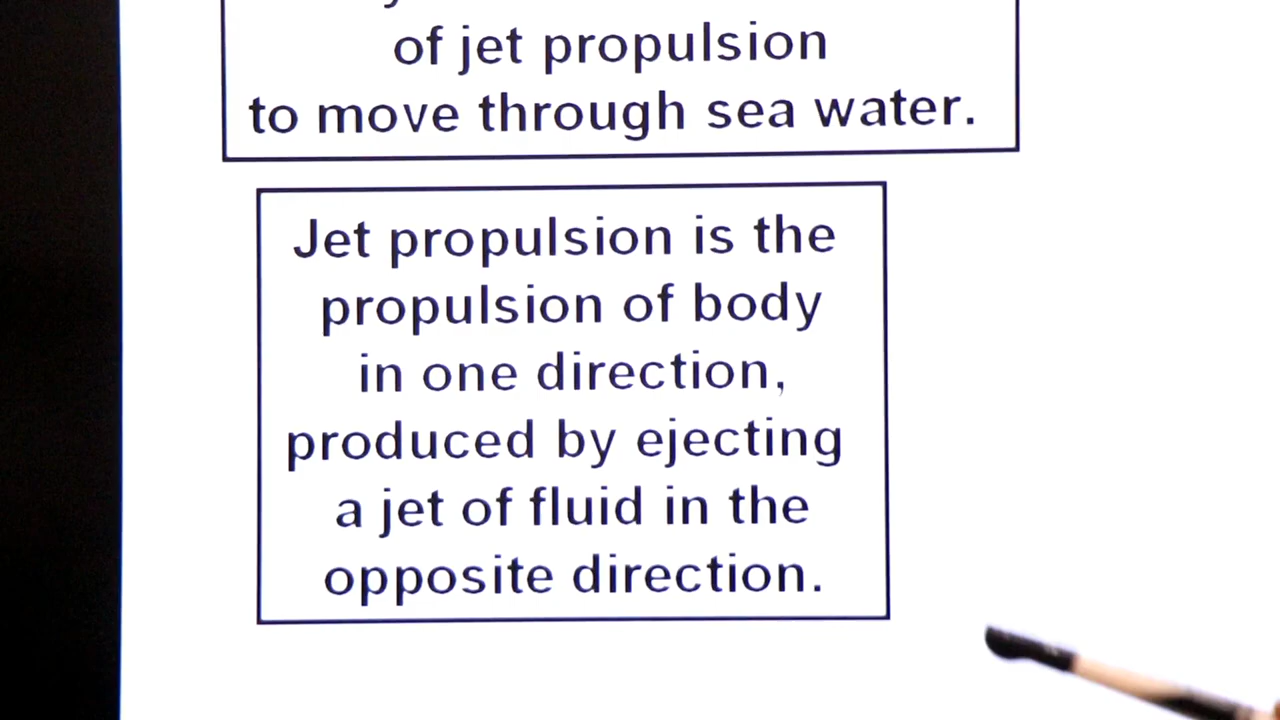 of jet propulsion
to move through sea water.
Jet propulsion is the
propulsion of body
in one direction,
produced by ejecting
a jet of fluid in the
opposite direction.